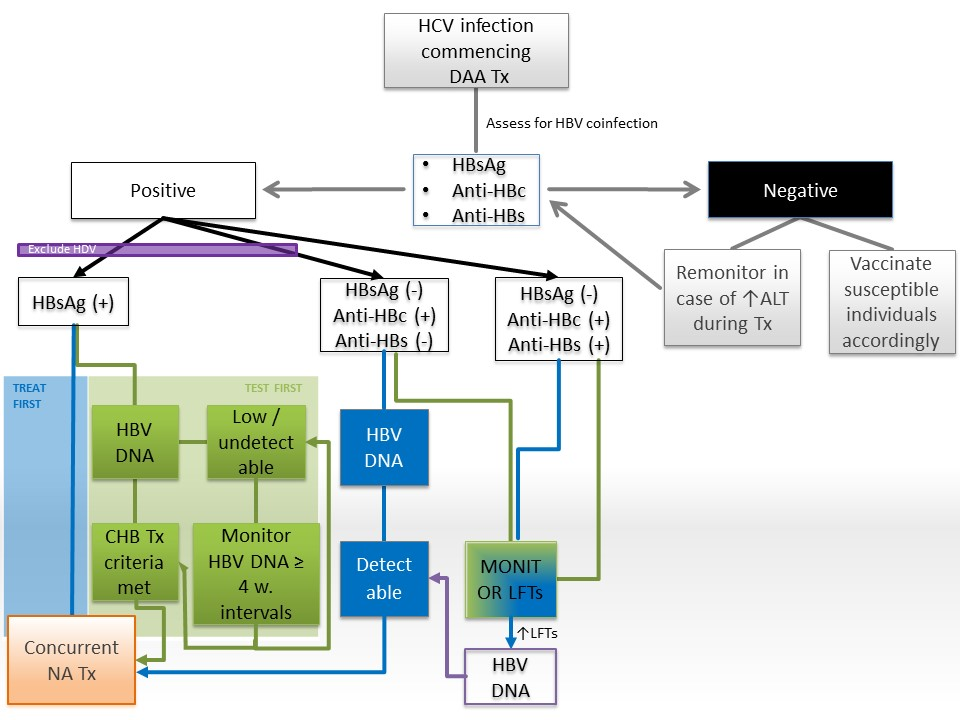 HCV infection
commencing
DAA Tx
Assess for HBV coinfection
• HBsAg
• Anti-HBc
• Anti-HBs
Positive
Negative
Exclude HDV
HBsAg (+)
HBsAg (-)
Anti-HBc (+)
Anti-HBs (-)
HBsAg (-)
Anti-HBc (+)
Anti-HBs (+)
Remonitor in
case of ↑ALT
during Tx
Vaccinate
susceptible
individuals
accordingly
TREAT
FIRST
TEST FIRST
HBV
DNA
Low /
undetect
able
HBV
DNA
CHB Tx
criteria
met
Monitor
HBV DNA ≥
4 w.
intervals
Detect
able
MONIT
OR LFTs
↑LFTs
Concurrent
NA Tx
HBV
DNA